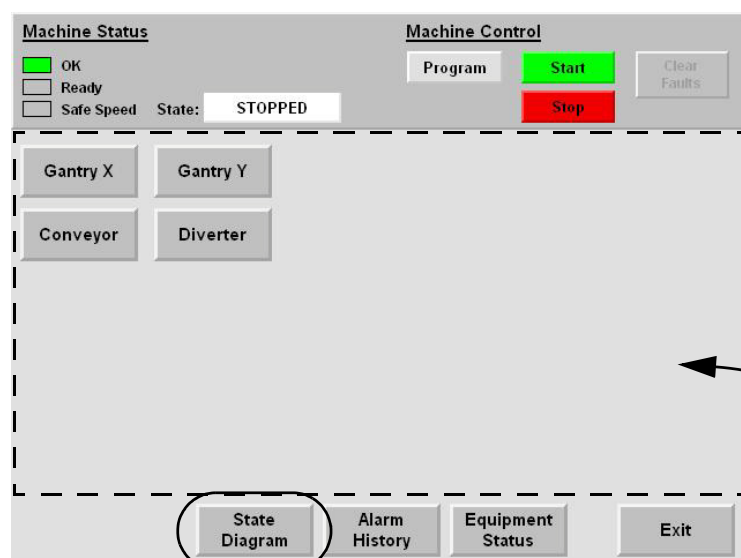 Machine Status
OK
Ready
Safe Speed
State: STOPPED
Machine Control
Program
Start
Stop
Clear
Faults
Gantry X
Gantry Y
Conveyor
Diverter
State
Diagram
Alarm
History
Equipment
Status
Exit